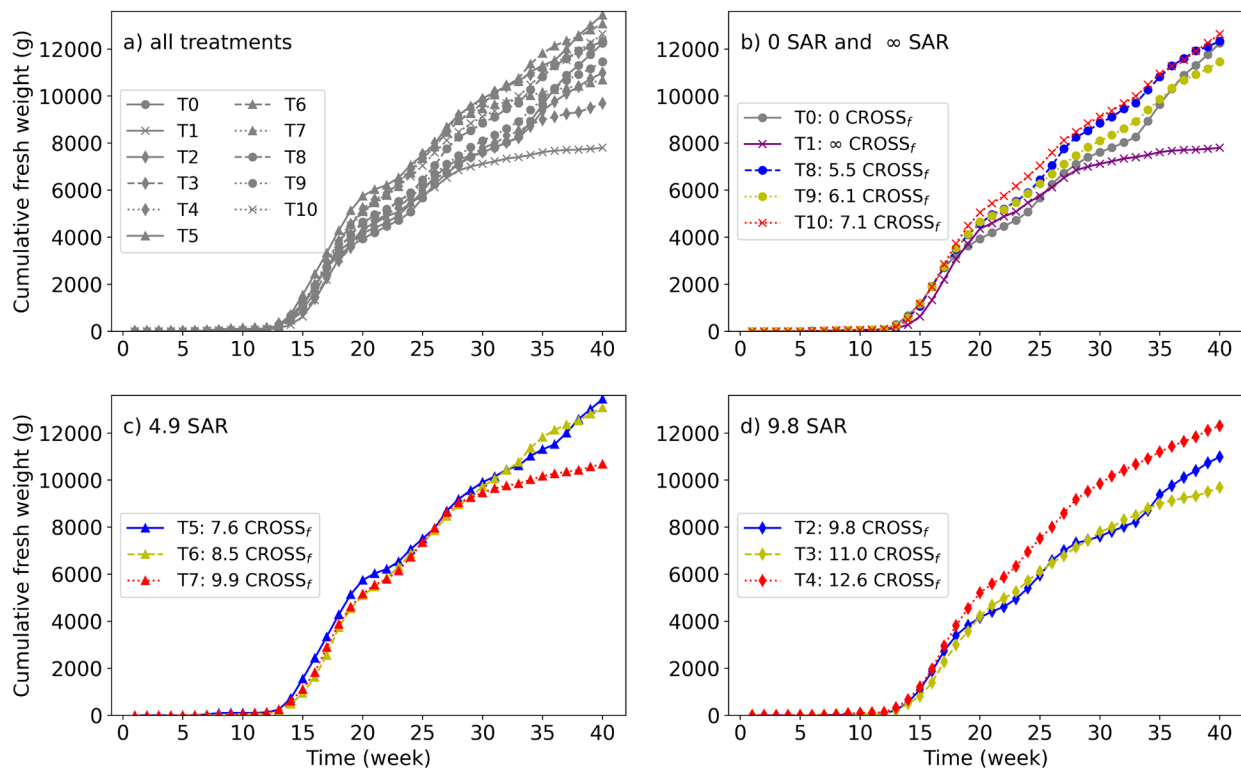 a) all treatments
T0
T1
T2
T3
T4
T5
T6
T7
T8
T9
T10
Cumulative fresh weight (g)
12000
10000
8000
6000
4000
2000
0
0 5 10 15 20 25 30 35 40
b) 0 SAR and ∞ SAR
T0: 0 CROSSf
T1: ∞ CROSSf
T8: 5.5 CROSSf
T9: 6.1 CROSSf
T10: 7.1 CROSSf
12000
10000
8000
6000
4000
2000
0
0 5 10 15 20 25 30 35 40
c) 4.9 SAR
T5: 7.6 CROSSf
T6: 8.5 CROSSf
T7: 9.9 CROSSf
Cumulative fresh weight (g)
12000
10000
8000
6000
4000
2000
0
0 5 10 15 20 25 30 35 40
Time (week)
d) 9.8 SAR
T2: 9.8 CROSSf
T3: 11.0 CROSSf
T4: 12.6 CROSSf
12000
10000
8000
6000
4000
2000
0
0 5 10 15 20 25 30 35 40
Time (week)